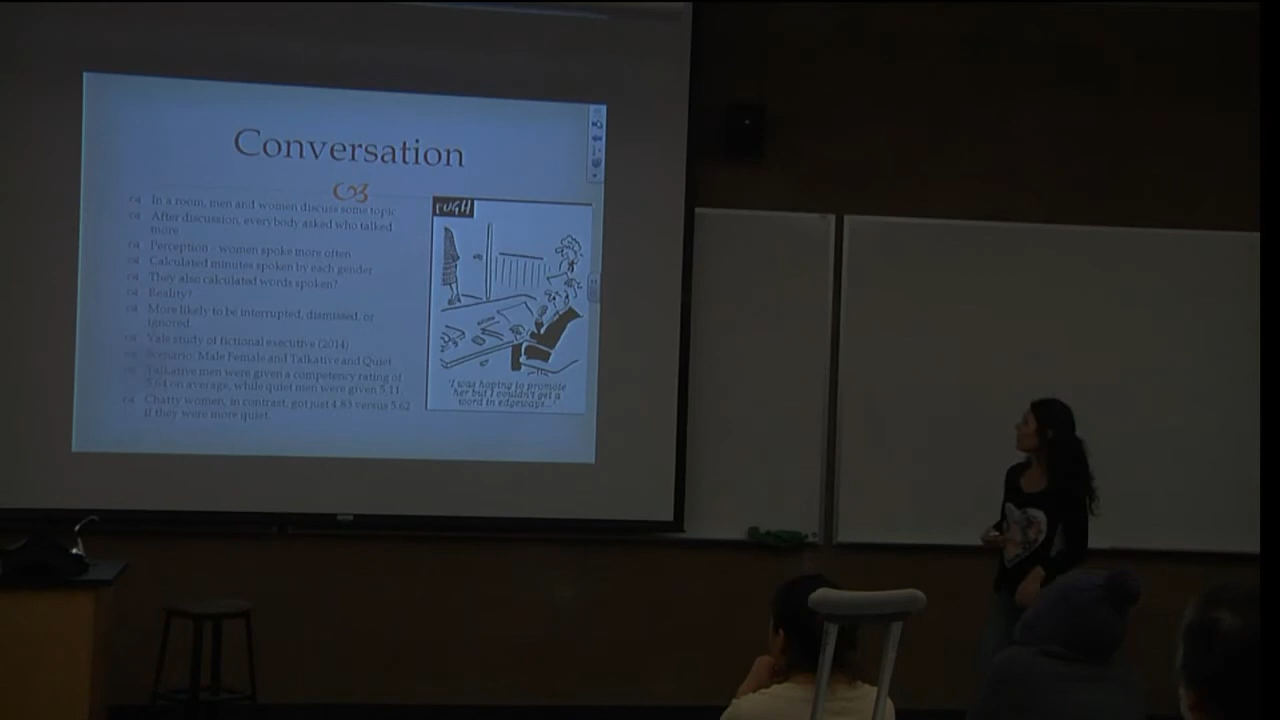 Conversation
In a room, men and women discuss some topic
After discussion, everybody asked who talked
more
Perception - women spoke more often
Calculated minutes spoken by each gender
They also calculated words spoken?
Reality?
More likely to be interrupted, dismissed, or
ignored.
Yale study of fictional executive (2014)
Scenario: Male Female and Talkative and Quiet
Talkative men were given a competency rating of
5.64 on average, while quiet men were given 5.11.
Chatty women, in contrast, got just 4.83 versus 5.62
if they were more quiet.
PUGH
'I was hoping to promote
her but I couldn't get a
word in edgeways...'